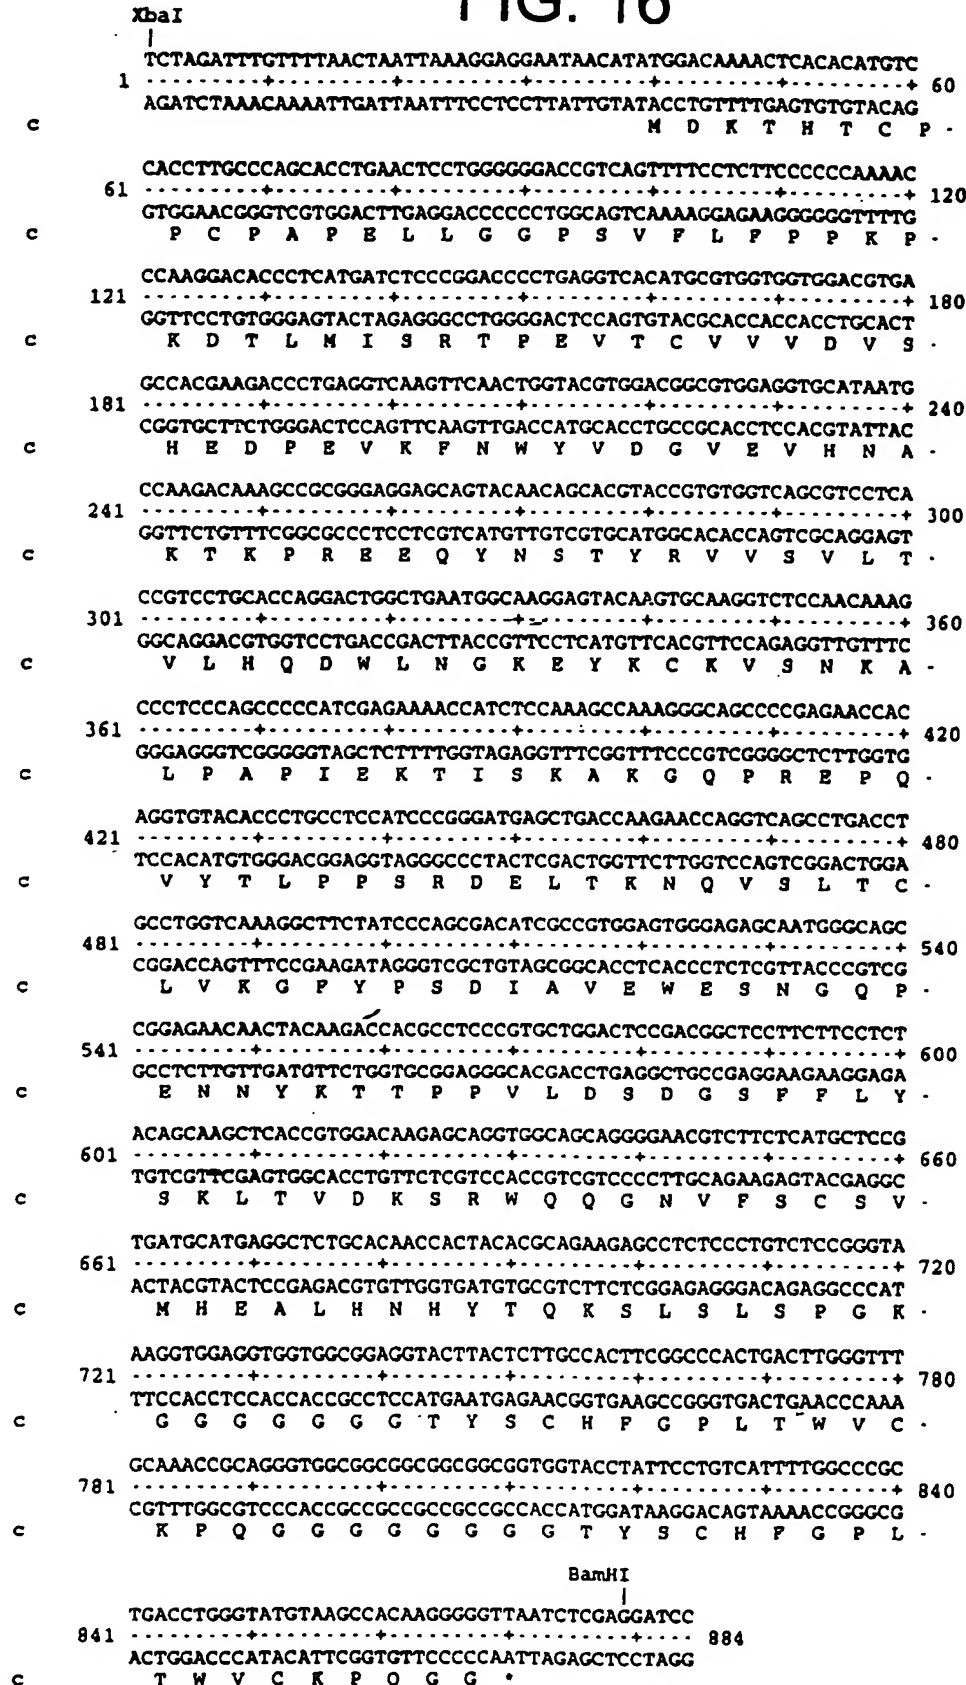 FIG. 16
XbaI
|
TCTAGATTTGTTTTAACTAATTAAAGGAGGAATAACATATGGACAAAACTCACACATGTC
1 ---------+---------+---------+---------+---------+---------+ 60
AGATCTAAACAAAATTGATTAATTTCCTCCTTATTGTATACCTGTTTTGAGTGTGTACAG
c M D K T H T C P -
CACCTTGCCCAGCACCTGAACTCCTGGGGGGACCGTCAGTTTTCCTCTTCCCCCCAAAAC
61 ---------+---------+---------+---------+---------+---------+ 120
GTGGAACGGGTCGTGGACTTGAGGACCCCCCTGGCAGTCAAAAGGAGAAGGGGGGTTTTG
c P C P A P E L L G G P S V F L F P P K P -
CCAAGGACACCCTCATGATCTCCCGGACCCCTGAGGTCACATGCGTGGTGGTGGACGTGA
121 ---------+---------+---------+---------+---------+---------+ 180
GGTTCCTGTGGGAGTACTAGAGGGCCTGGGGACTCCAGTGTACGCACCACCACCTGCACT
c K D T L M I S R T P E V T C V V V D V S -
GCCACGAAGACCCTGAGGTCAAGTTCAACTGGTACGTGGACGGCGTGGAGGTGCATAATG
181 ---------+---------+---------+---------+---------+---------+ 240
CGGTGCTTCTGGGACTCCAGTTCAAGTTGACCATGCACCTGCCGCACCTCCACGTATTAC
c H E D P E V K F N W Y V D G V E V H N A -
CCAAGACAAAGCCGCGGGAGGAGCAGTACAACAGCACGTACCGTGTGGTCAGCGTCCTCA
241 ---------+---------+---------+---------+---------+---------+ 300
GGTTCTGTTTCGGCGCCCTCCTCGTCATGTTGTCGTGCATGGCACACCAGTCGCAGGAGT
c K T K P R E E Q Y N S T Y R V V S V L T -
CCGTCCTGCACCAGGACTGGCTGAATGGCAAGGAGTACAAGTGCAAGGTCTCCAACAAAG
301 ---------+---------+---------+---------+---------+---------+ 360
GGCAGGACGTGGTCCTGACCGACTTACCGTTCCTCATGTTCACGTTCCAGAGGTTGTTTC
c V L H Q D W L N G K E Y K C K V S N K A -
CCCTCCCAGCCCCCATCGAGAAAACCATCTCCAAAGCCAAAGGGCAGCCCCGAGAACCAC
361 ---------+---------+---------+---------+---------+---------+ 420
GGGAGGGTCGGGGGTAGCTCTTTTGGTAGAGGTTTCGGTTTCCCGTCGGGGCTCTTGGTG
c L P A P I E K T I S K A K G Q P R E P Q -
AGGTGTACACCCTGCCTCCATCCCGGGATGAGCTGACCAAGAACCAGGTCAGCCTGACCT
421 ---------+---------+---------+---------+---------+---------+ 480
TCCACATGTGGGACGGAGGTAGGGCCCTACTCGACTGGTTCTTGGTCCAGTCGGACTGGA
c V Y T L P P S R D E L T K N Q V S L T C -
GCCTGGTCAAAGGCTTCTATCCCAGCGACATCGCCGTGGAGTGGGAGAGCAATGGGCAGC
481 ---------+---------+---------+---------+---------+---------+ 540
CGGACCAGTTTCCGAAGATAGGGTCGCTGTAGCGGCACCTCACCCTCTCGTTACCCGTCG
c L V K G F Y P S D I A V E W E S N G Q P -
CGGAGAACAACTACAAGACCACGCCTCCCGTGCTGGACTCCGACGGCTCCTTCTTCCTCT
541 ---------+---------+---------+---------+---------+---------+ 600
GCCTCTTGTTGATGTTCTGGTGCGGAGGGCACGACCTGAGGCTGCCGAGGAAGAAGGAGA
c E N N Y K T T P P V L D S D G S F F L Y -
ACAGCAAGCTCACCGTGGACAAGAGCAGGTGGCAGCAGGGGAACGTCTTCTCATGCTCCG
601 ---------+---------+---------+---------+---------+---------+ 660
TGTCGTTCGAGTGGCACCTGTTCTCGTCCACCGTCGTCCCCTTGCAGAAGAGTACGAGGC
c S K L T V D K S R W Q Q G N V F S C S V -
TGATGCATGAGGCTCTGCACAACCACTACACGCAGAAGAGCCTCTCCCTGTCTCCGGGTA
661 ---------+---------+---------+---------+---------+---------+ 720
ACTACGTACTCCGAGACGTGTTGGTGATGTGCGTCTTCTCGGAGAGGGACAGAGGCCCAT
c M H E A L H N H Y T Q K S L S L S P G K -
AAGGTGGAGGTGGTGGCGGAGGTACTTACTCTTGCCACTTCGGCCCACTGACTTGGGTTT
721 ---------+---------+---------+---------+---------+---------+ 780
TTCCACCTCCACCACCGCCTCCATGAATGAGAACGGTGAAGCCGGGTGACTGAACCCAAA
c G G G G G G G T Y S C H F G P L T W V C -
GCAAACCGCAGGGTGGCGGCGGCGGCGGCGGTGGTACCTATTCCTGTCATTTTGGCCCGC
781 ---------+---------+---------+---------+---------+---------+ 840
CGTTTGGCGTCCCACCGCCGCCGCCGCCGCCACCATGGATAAGGACAGTAAAACCGGGCG
c K P Q G G G G G G G G T Y S C H F G P L -
BamHI
|
TGACCTGGGTATGTAAGCCACAAGGGGGTTAATCTCGAGGATCC
841 ---------+---------+---------+---------+---- 884
ACTGGACCCATACATTCGGTGTTCCCCCAATTAGAGCTCCTAGG
c T W V C K P Q G G *